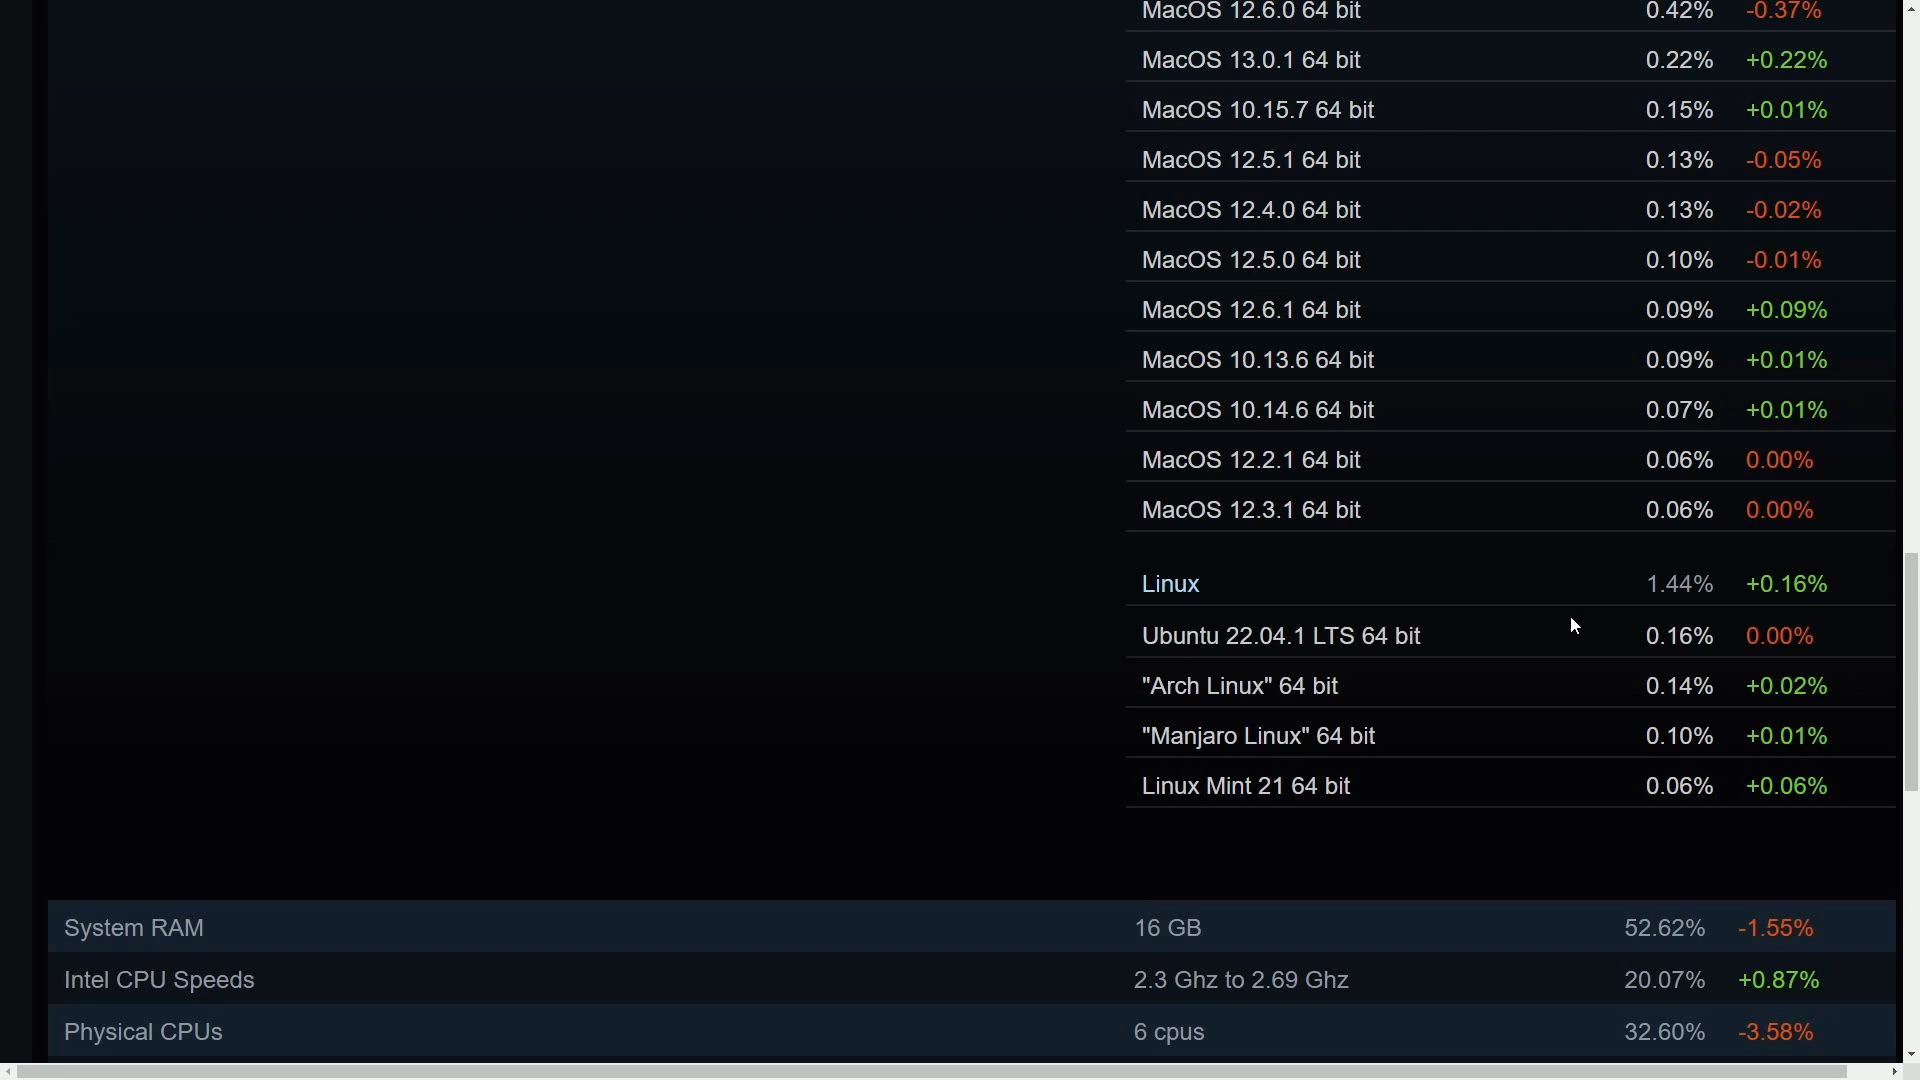 MacOS 12.6.0 64 bit 0.42% -0.37%
MacOS 13.0.1 64 bit 0.22% +0.22%
MacOS 10.15.7 64 bit 0.15% +0.01%
MacOS 12.5.1 64 bit 0.13% -0.05%
MacOS 12.4.0 64 bit 0.13% -0.02%
MacOS 12.5.0 64 bit 0.10% -0.01%
MacOS 12.6.1 64 bit 0.09% +0.09%
MacOS 10.13.6 64 bit 0.09% +0.01%
MacOS 10.14.6 64 bit 0.07% +0.01%
MacOS 12.2.1 64 bit 0.06% 0.00%
MacOS 12.3.1 64 bit 0.06% 0.00%
Linux 1.44% +0.16%
Ubuntu 22.04.1 LTS 64 bit 0.16% 0.00%
"Arch Linux" 64 bit 0.14% +0.02%
"Manjaro Linux" 64 bit 0.10% +0.01%
Linux Mint 21 64 bit 0.06% +0.06%
System RAM 16 GB 52.62% -1.55%
Intel CPU Speeds 2.3 Ghz to 2.69 Ghz 20.07% +0.87%
Physical CPUs 6 cpus 32.60% -3.58%